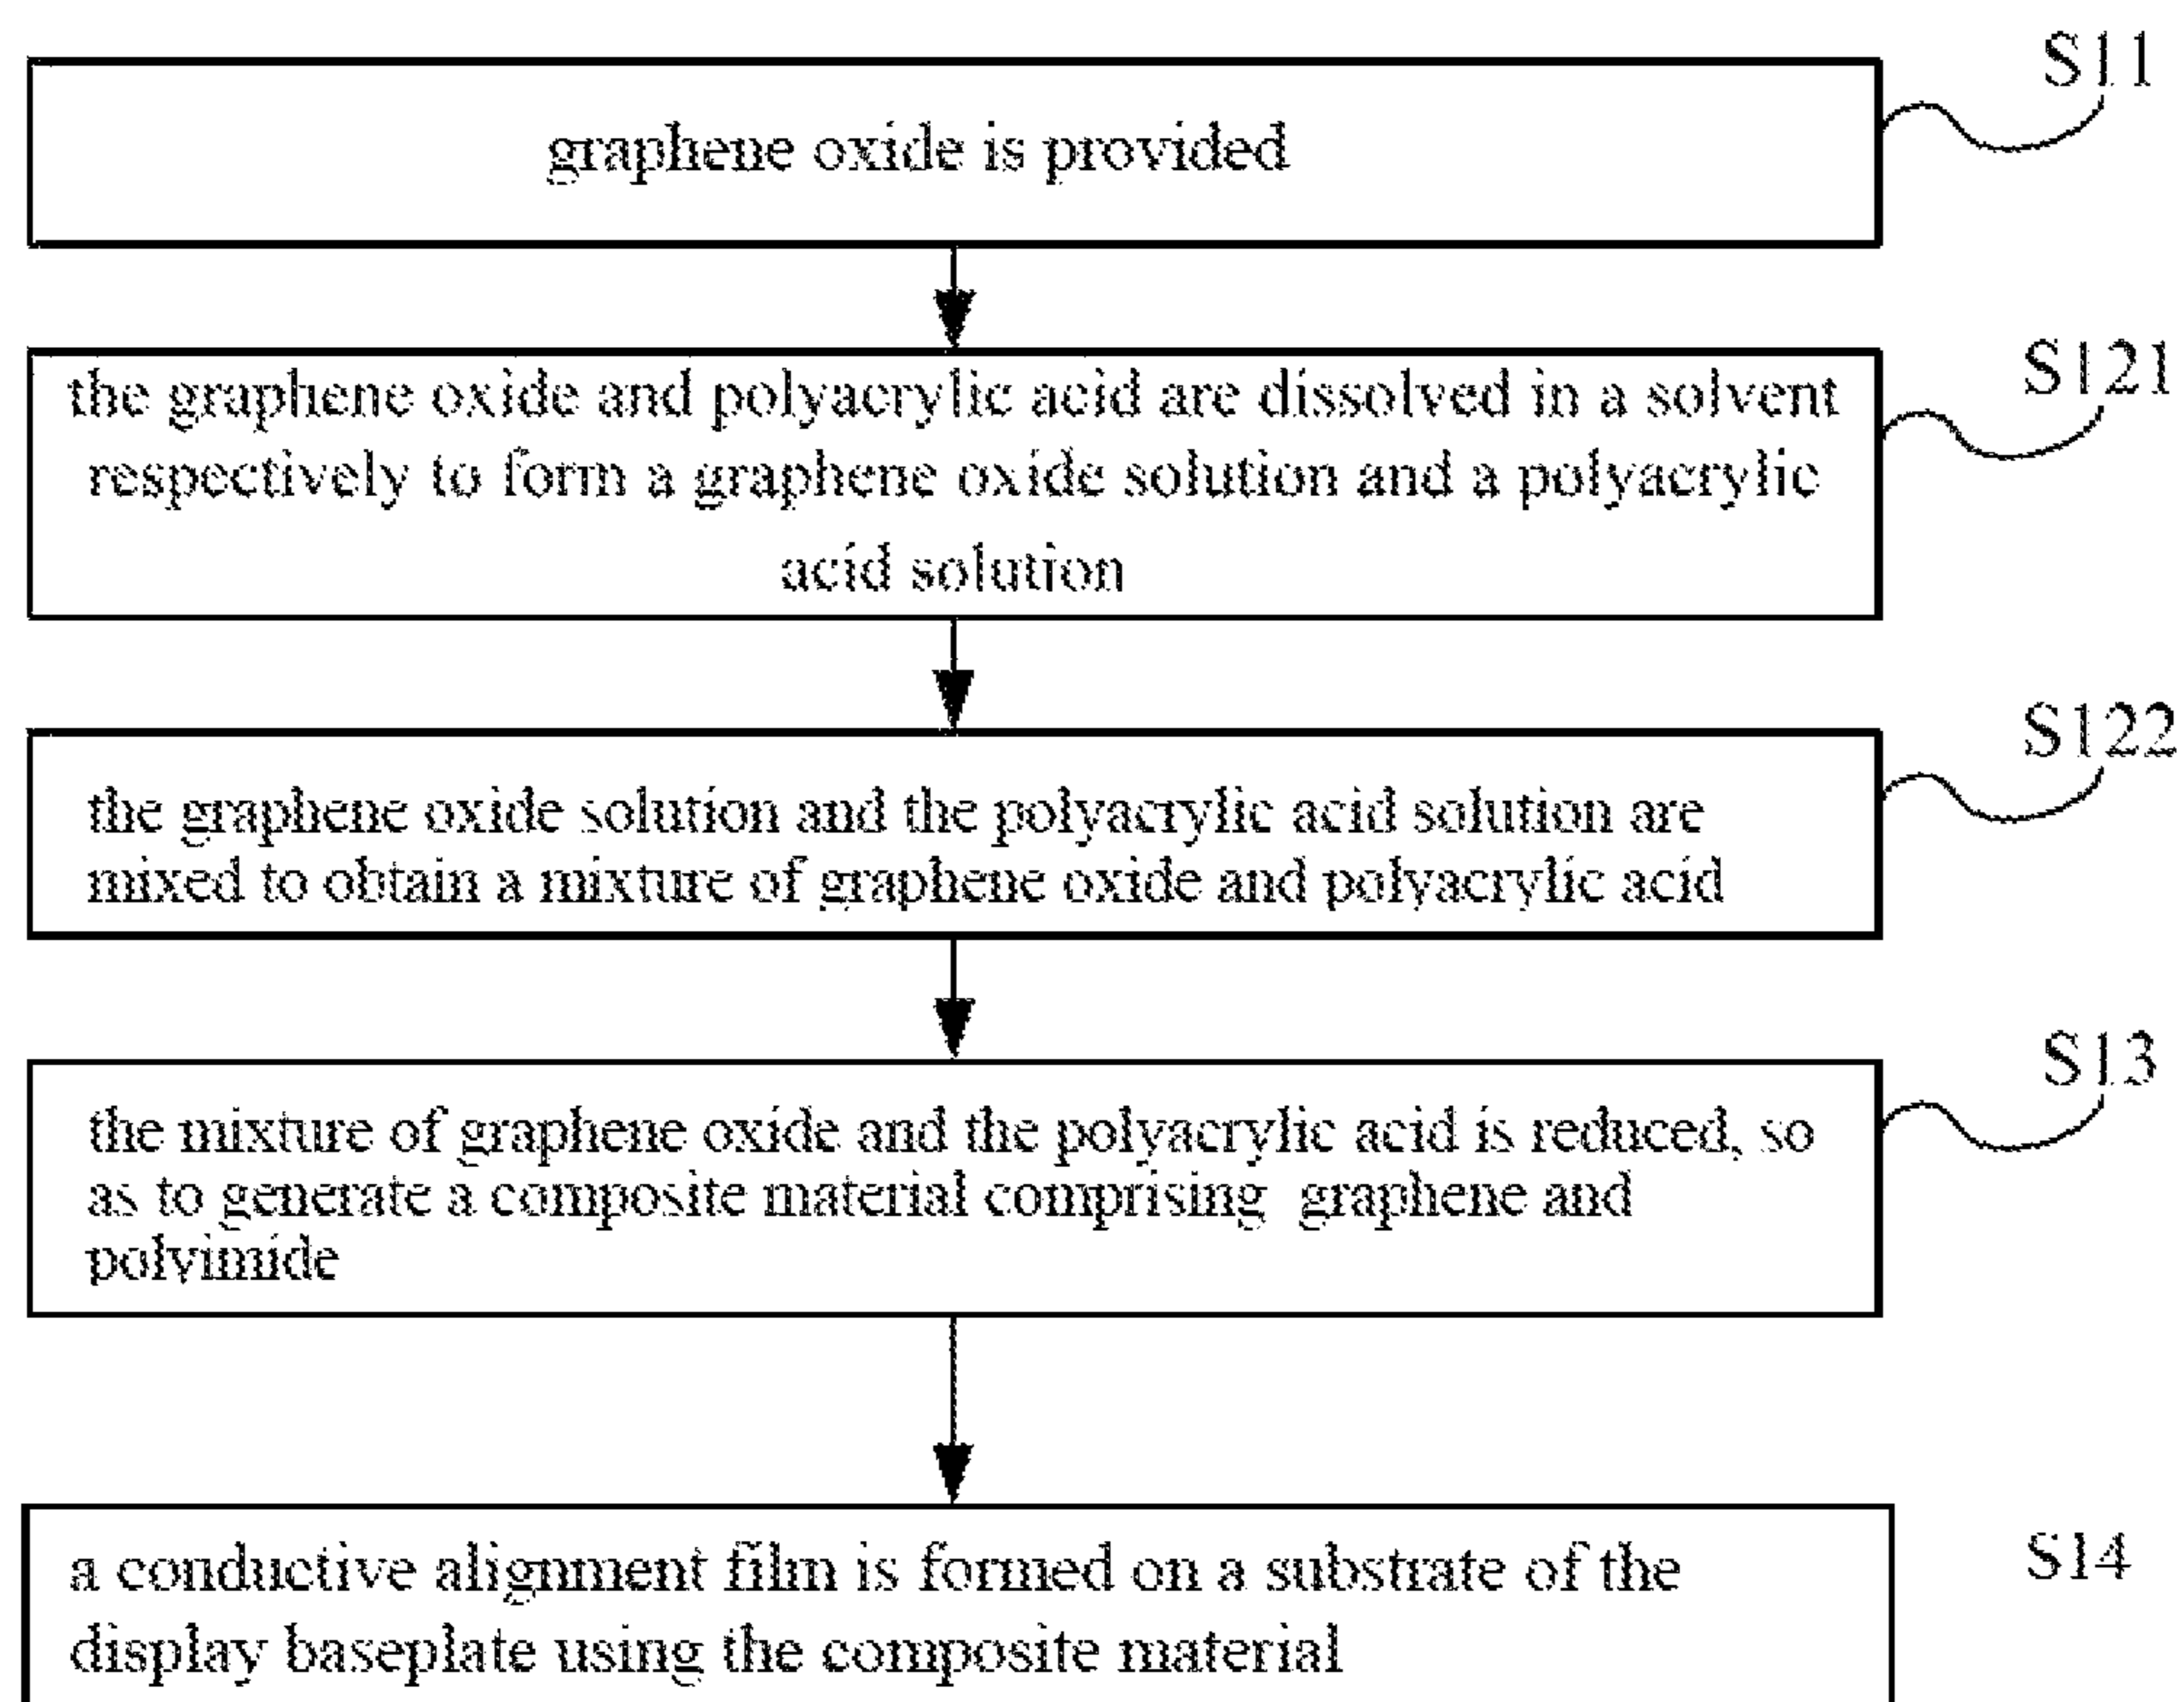 S11
graphene oxide is provided
S121
the graphene oxide and polyacrylic acid are dissolved in a solvent
respectively to form a graphene oxide solution and a polyacrylic
acid solution
S122
the graphene oxide solution and the polyacrylic acid solution are
mixed to obtain a mixture of graphene oxide and polyacrylic acid
S13
the mixture of graphene oxide and the polyacrylic acid is reduced, so
as to generate a composite material comprising graphene and
polyimide
S14
a conductive alignment film is formed on a substrate of the
display baseplate using the composite material